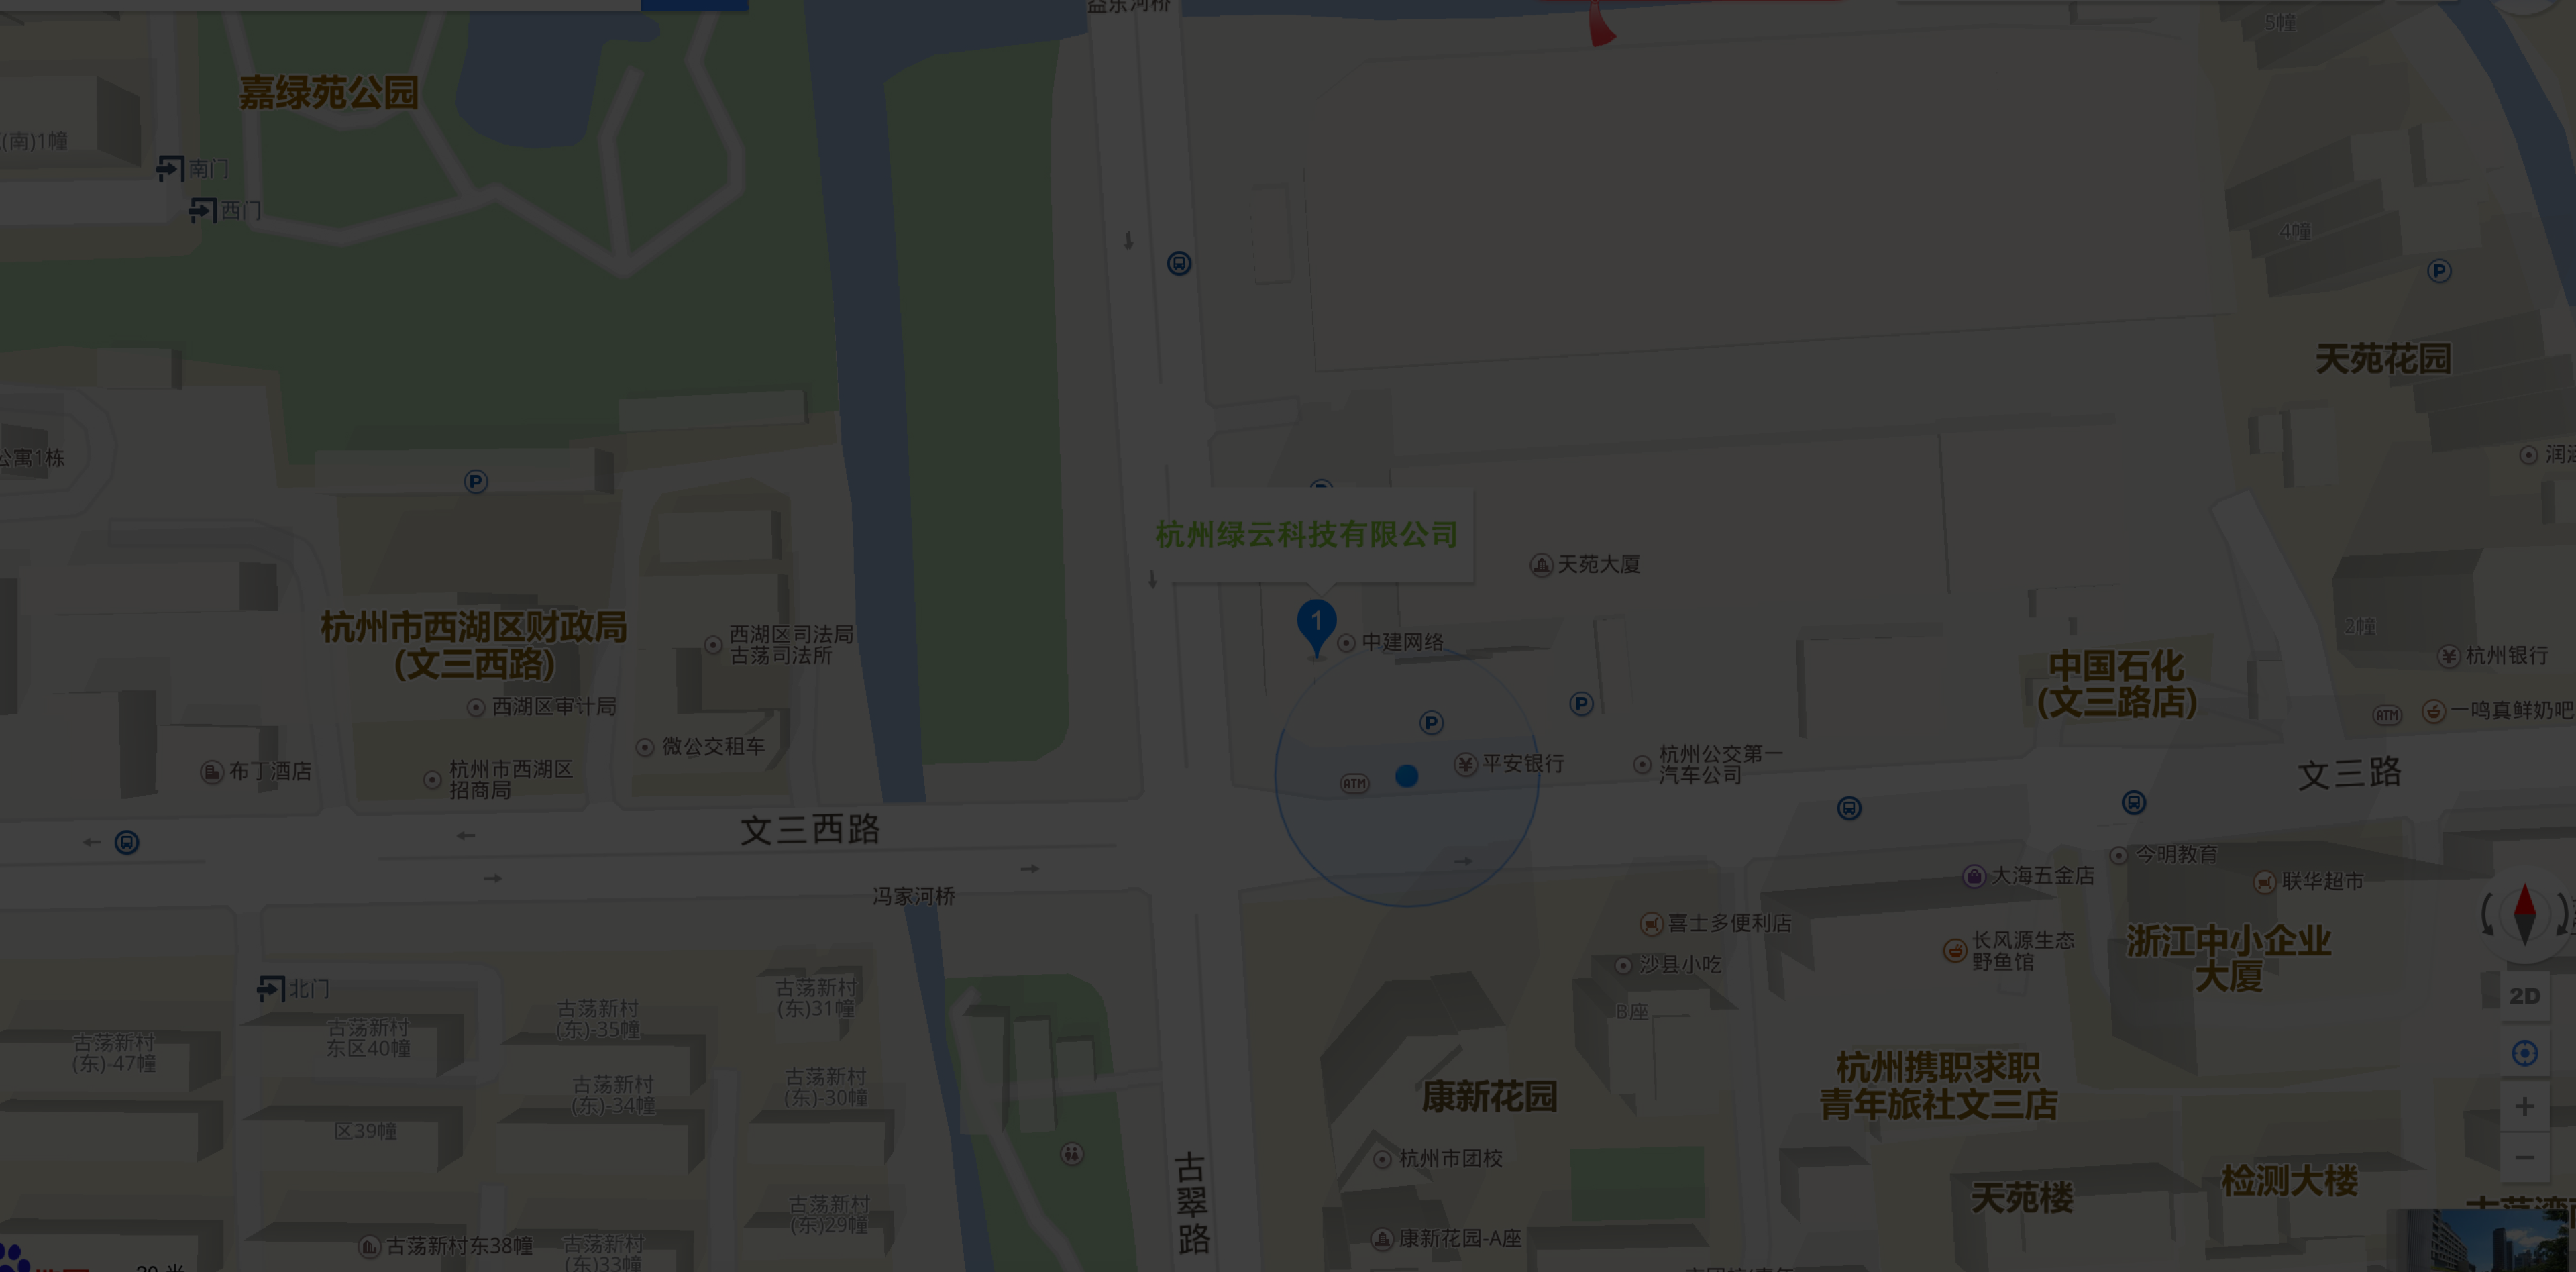 益乐河桥
5幢
嘉绿苑公园
(南)1幢
南门
西门
4幢
P
天苑花园
公寓1栋
P
杭州绿云科技有限公司
天苑大厦
1
中建网络
杭州市西湖区财政局
(文三西路)
西湖区司法局
古荡司法所
西湖区审计局
微公交租车
布丁酒店
杭州市西湖区
招商局
P
P
ATM
平安银行
杭州公交第一
汽车公司
中国石化
(文三路店)
2幢
杭州银行
ATM
一鸣真鲜奶吧
文三路
文三西路
冯家河桥
今明教育
大海五金店
联华超市
喜士多便利店
沙县小吃
长风源生态
野鱼馆
浙江中小企业
大厦
B座
2D
北门
古荡新村
(东)31幢
古荡新村
(东)-35幢
古荡新村
东区40幢
古荡新村
(东)-47幢
古荡新村
(东)-34幢
古荡新村
(东)-30幢
区39幢
康新花园
杭州携职求职
青年旅社文三店
杭州市团校
古翠路
天苑楼
检测大楼
古荡新村
(东)29幢
古荡新村东38幢
古荡新村
(东)33幢
康新花园-A座
20 米